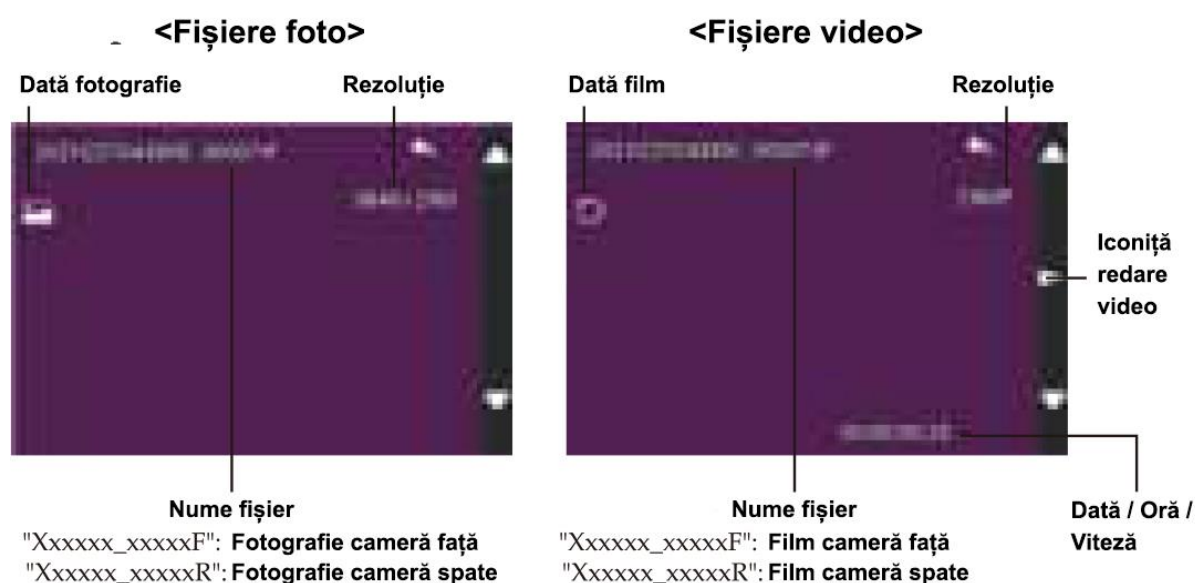 <Fișiere foto>
<Fișiere video>
Dată fotografie
Rezoluție
Dată film
Rezoluție
Iconiță
redare
video
Nume fișier
"Xxxxxx_xxxxxF": Fotografie cameră față
"Xxxxxx_xxxxxR": Fotografie cameră spate
Nume fișier
"Xxxxxx_xxxxxF": Film cameră față
"Xxxxxx_xxxxxR": Film cameră spate
Dată / Oră /
Viteză